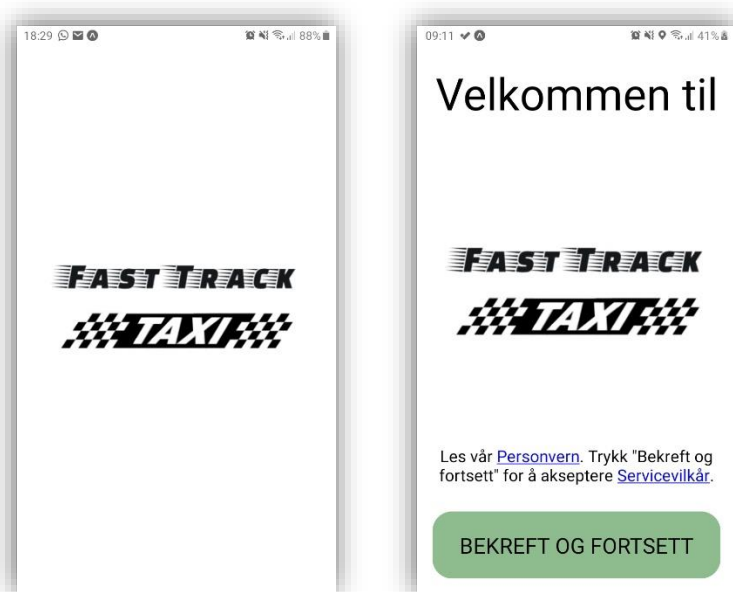 18:29
88%
FAST TRACK
TAXI
09:11
41%
Velkommen til
FAST TRACK
TAXI
Les vår Personvern. Trykk "Bekreft og
fortsett" for å akseptere Servicevilkår.
BEKREFT OG FORTSETT